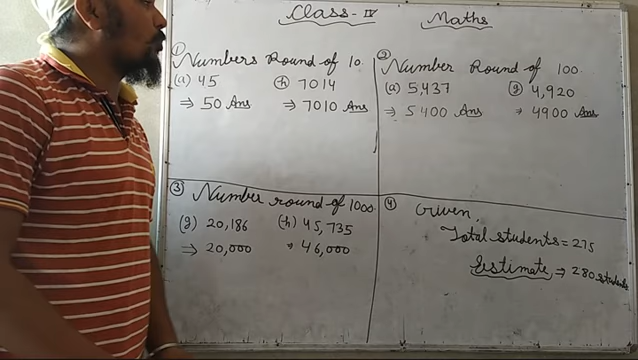 Class - IV Maths
① Numbers Round of 10.
(a) 45 (h) 7014
⇒ 50 Ans ⇒ 7010 Ans
② Number Round of 100.
(a) 5,437 (g) 4,920
⇒ 5400 Ans ⇒ 4900 Ans
③ Number round of 1000.
(g) 20,186 (h) 45,735
⇒ 20,000 ⇒ 46,000
④ Given,
Total students = 275
Estimate ⇒ 280 students